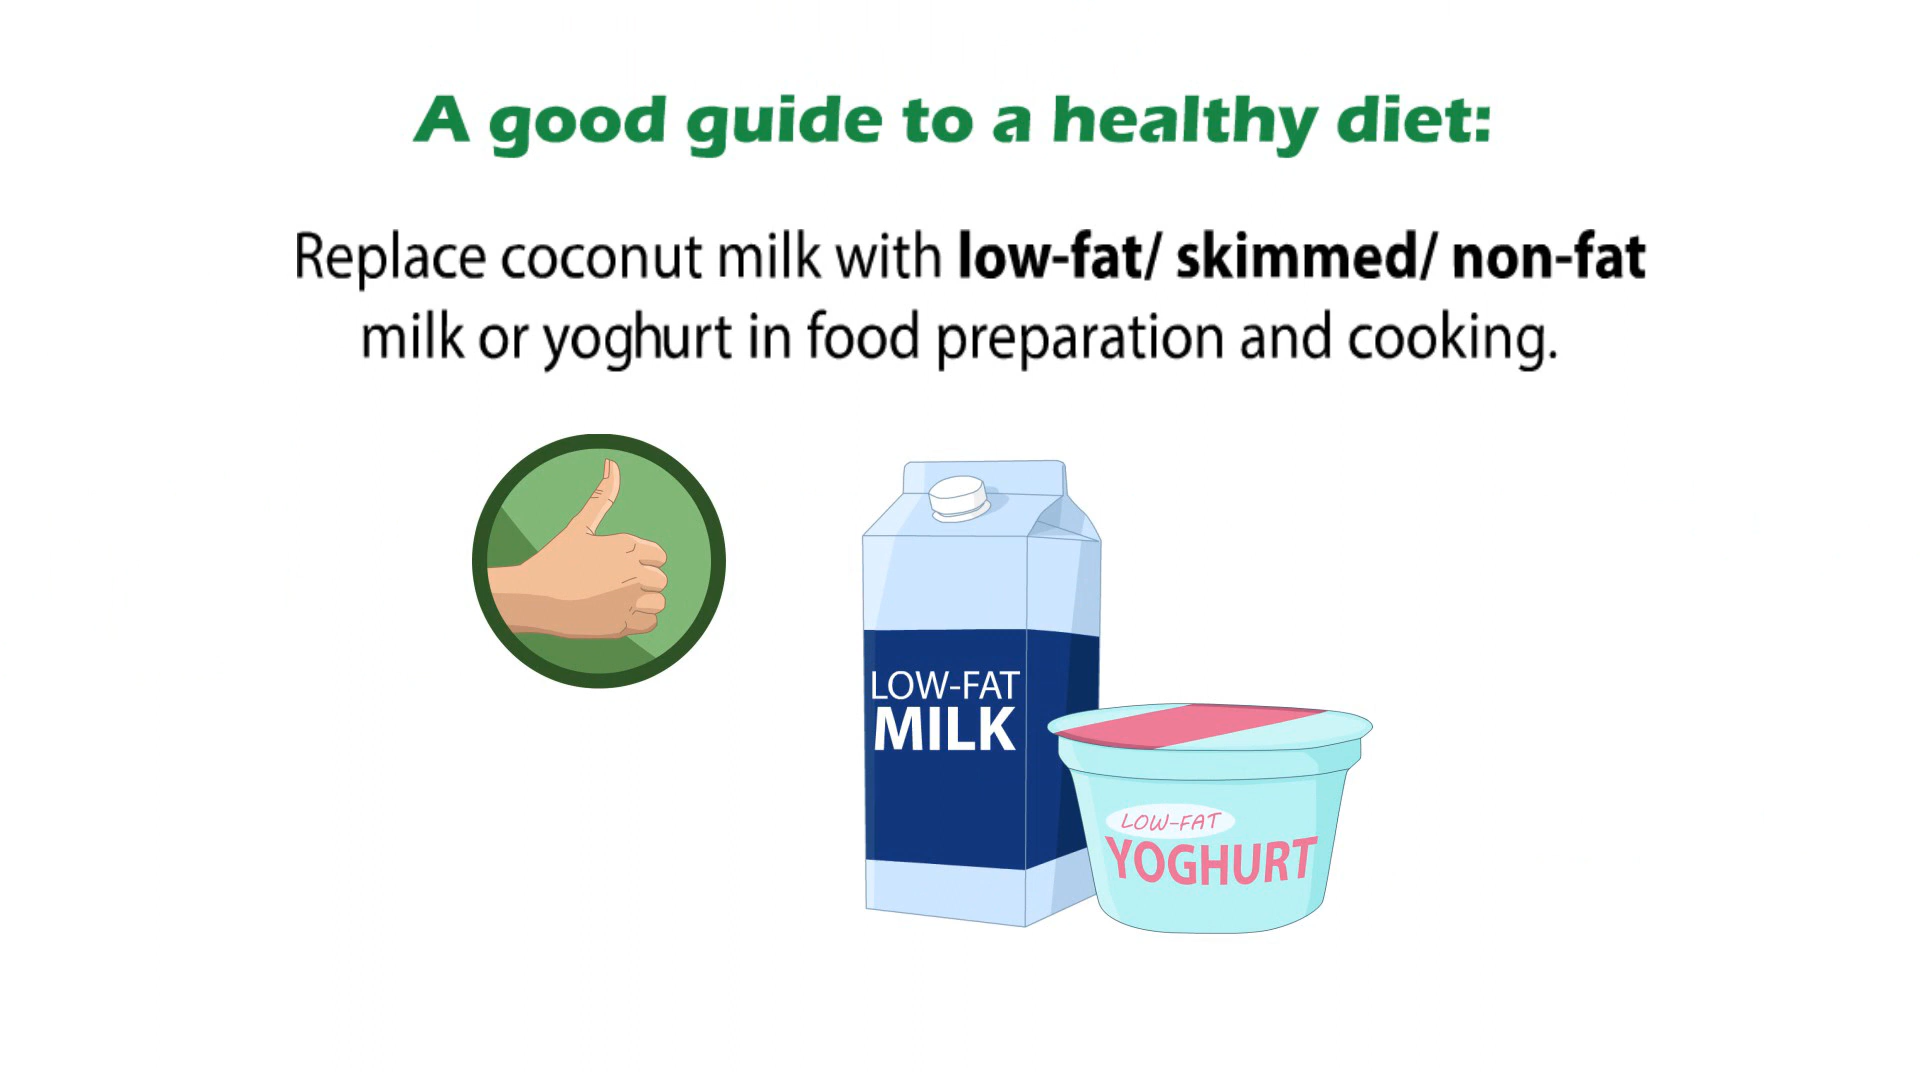 A good guide to a healthy diet:
Replace coconut milk with low-fat/ skimmed/ non-fat
milk or yoghurt in food preparation and cooking.
LOW-FAT
MILK
LOW-FAT
YOGHURT